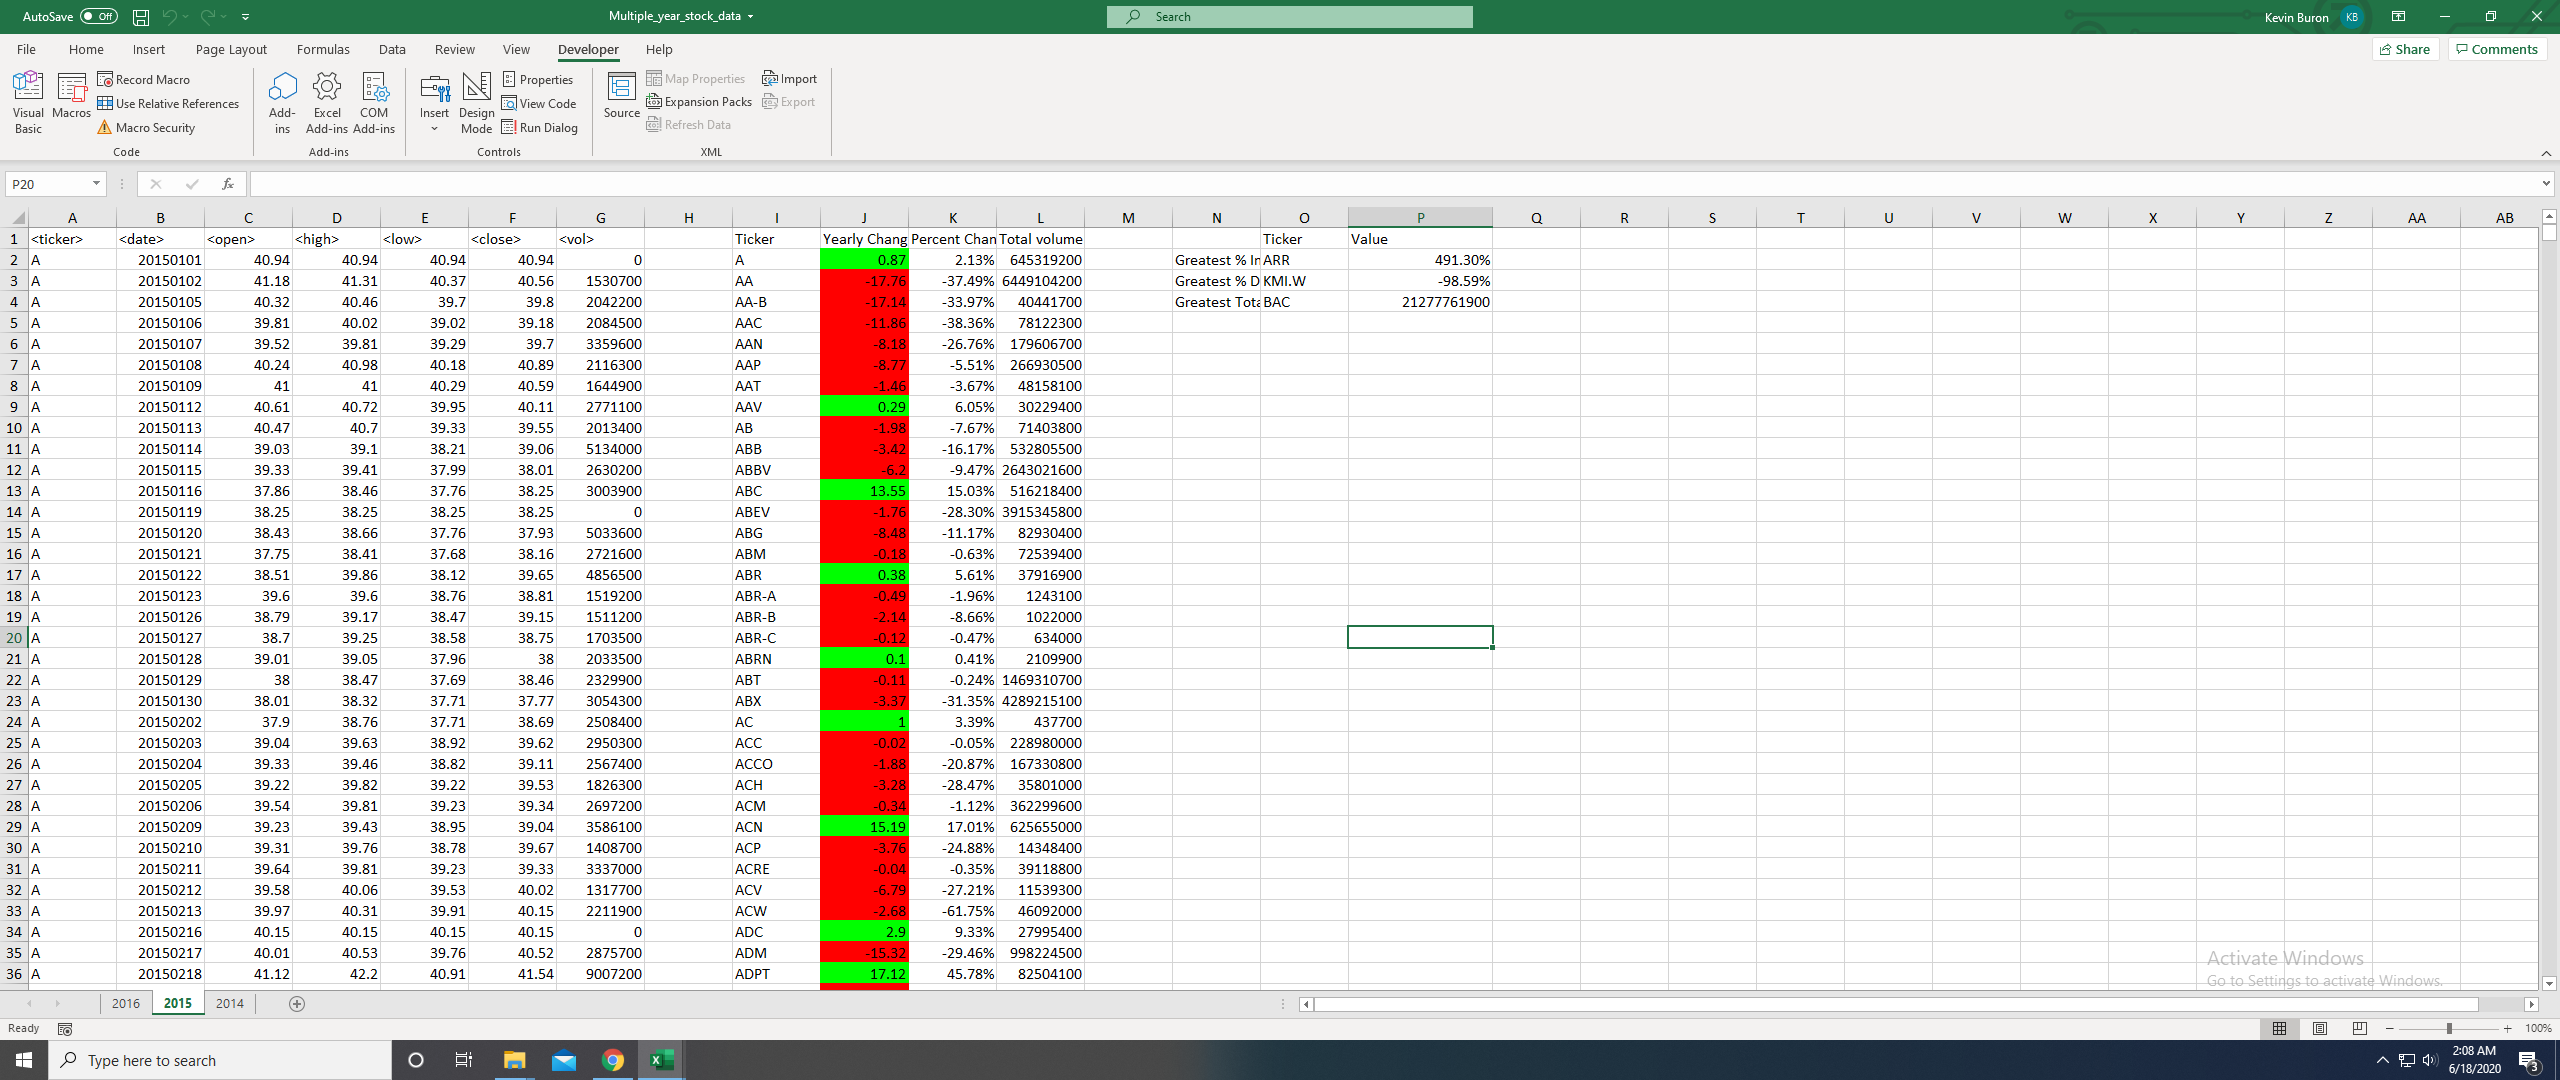 AutoSave Off Multiple_year_stock_data Search Kevin Buron KB
File Home Insert Page Layout Formulas Data Review View Developer Help Share Comments
Visual Basic Macros Record Macro Use Relative References Macro Security Code
Add-ins Excel Add-ins COM Add-ins Add-ins
Insert Design Mode Properties View Code Run Dialog Controls
Source Map Properties Expansion Packs Refresh Data Import Export XML
P20 fx
A B C D E F G H I J K L M N O P Q R S T U V W X Y Z AA AB
1 <ticker> <date> <open> <high> <low> <close> <vol> Ticker Yearly Chang Percent Chan Total volume Ticker Value
2 A 20150101 40.94 40.94 40.94 40.94 0 A 0.87 2.13% 645319200 Greatest % In ARR 491.30%
3 A 20150102 41.18 41.31 40.37 40.56 1530700 AA -17.76 -37.49% 6449104200 Greatest % D KMI.W -98.59%
4 A 20150105 40.32 40.46 39.7 39.8 2042200 AA-B -17.14 -33.97% 40441700 Greatest Tota BAC 21277761900
5 A 20150106 39.81 40.02 39.02 39.18 2084500 AAC -11.86 -38.36% 78122300
6 A 20150107 39.52 39.81 39.29 39.7 3359600 AAN -8.18 -26.76% 179606700
7 A 20150108 40.24 40.98 40.18 40.89 2116300 AAP -8.77 -5.51% 266930500
8 A 20150109 41 41 40.29 40.59 1644900 AAT -1.46 -3.67% 48158100
9 A 20150112 40.61 40.72 39.95 40.11 2771100 AAV 0.29 6.05% 30229400
10 A 20150113 40.47 40.7 39.33 39.55 2013400 AB -1.98 -7.67% 71403800
11 A 20150114 39.03 39.1 38.21 39.06 5134000 ABB -3.42 -16.17% 532805500
12 A 20150115 39.33 39.41 37.99 38.01 2630200 ABBV -6.2 -9.47% 2643021600
13 A 20150116 37.86 38.46 37.76 38.25 3003900 ABC 13.55 15.03% 516218400
14 A 20150119 38.25 38.25 38.25 38.25 0 ABEV -1.76 -28.30% 3915345800
15 A 20150120 38.43 38.66 37.76 37.93 5033600 ABG -8.48 -11.17% 82930400
16 A 20150121 37.75 38.41 37.68 38.16 2721600 ABM -0.18 -0.63% 72539400
17 A 20150122 38.51 39.86 38.12 39.65 4856500 ABR 0.38 5.61% 37916900
18 A 20150123 39.6 39.6 38.76 38.81 1519200 ABR-A -0.49 -1.96% 1243100
19 A 20150126 38.79 39.17 38.47 39.15 1511200 ABR-B -2.14 -8.66% 1022000
20 A 20150127 38.7 39.25 38.58 38.75 1703500 ABR-C -0.12 -0.47% 634000
21 A 20150128 39.01 39.05 37.96 38 2033500 ABRN 0.1 0.41% 2109900
22 A 20150129 38 38.47 37.69 38.46 2329900 ABT -0.11 -0.24% 1469310700
23 A 20150130 38.01 38.32 37.71 37.77 3054300 ABX -3.37 -31.35% 4289215100
24 A 20150202 37.9 38.76 37.71 38.69 2508400 AC 1 3.39% 437700
25 A 20150203 39.04 39.63 38.92 39.62 2950300 ACC -0.02 -0.05% 228980000
26 A 20150204 39.33 39.46 38.82 39.11 2567400 ACCO -1.88 -20.87% 167330800
27 A 20150205 39.22 39.82 39.22 39.53 1826300 ACH -3.28 -28.47% 35801000
28 A 20150206 39.54 39.81 39.23 39.34 2697200 ACM -0.34 -1.12% 362299600
29 A 20150209 39.23 39.43 38.95 39.04 3586100 ACN 15.19 17.01% 625655000
30 A 20150210 39.31 39.76 38.78 39.67 1408700 ACP -3.76 -24.88% 14348400
31 A 20150211 39.64 39.81 39.23 39.33 3337000 ACRE -0.04 -0.35% 39118800
32 A 20150212 39.58 40.06 39.53 40.02 1317700 ACV -6.79 -27.21% 11539300
33 A 20150213 39.97 40.31 39.91 40.15 2211900 ACW -2.68 -61.75% 46092000
34 A 20150216 40.15 40.15 40.15 40.15 0 ADC 2.9 9.33% 27995400
35 A 20150217 40.01 40.53 39.76 40.52 2875700 ADM -15.32 -29.46% 998224500
36 A 20150218 41.12 42.2 40.91 41.54 9007200 ADPT 17.12 45.78% 82504100
Activate Windows
Go to Settings to activate Windows.
2016 2015 2014
Ready 100%
Type here to search 2:08 AM
6/18/2020 3